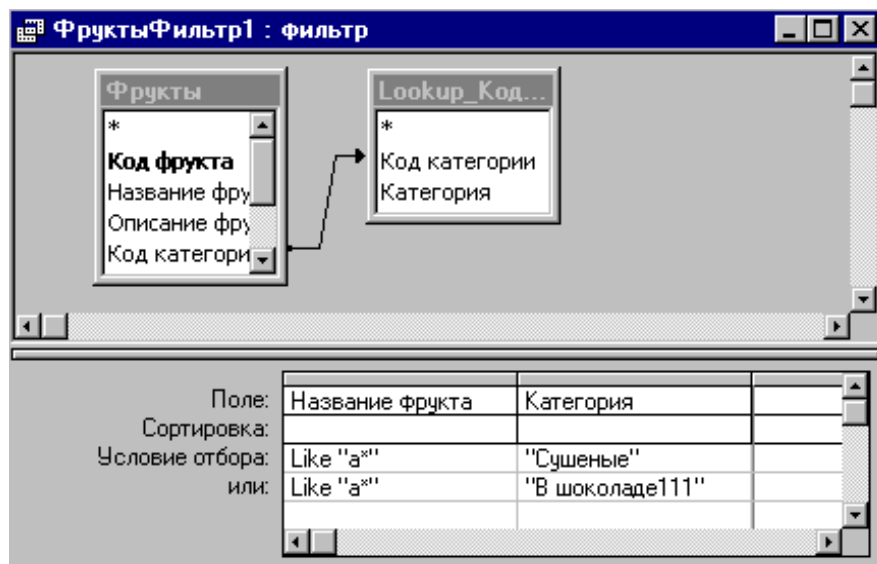 ФруктыФильтр1 : фильтр
Фрукты
*
Код фрукта
Название фру
Описание фру
Код категори
Lookup_Код...
*
Код категории
Категория
Поле: Название фрукта Категория
Сортировка:
Условие отбора: Like "а*" "Сушеные"
или: Like "а*" "В шоколаде111"